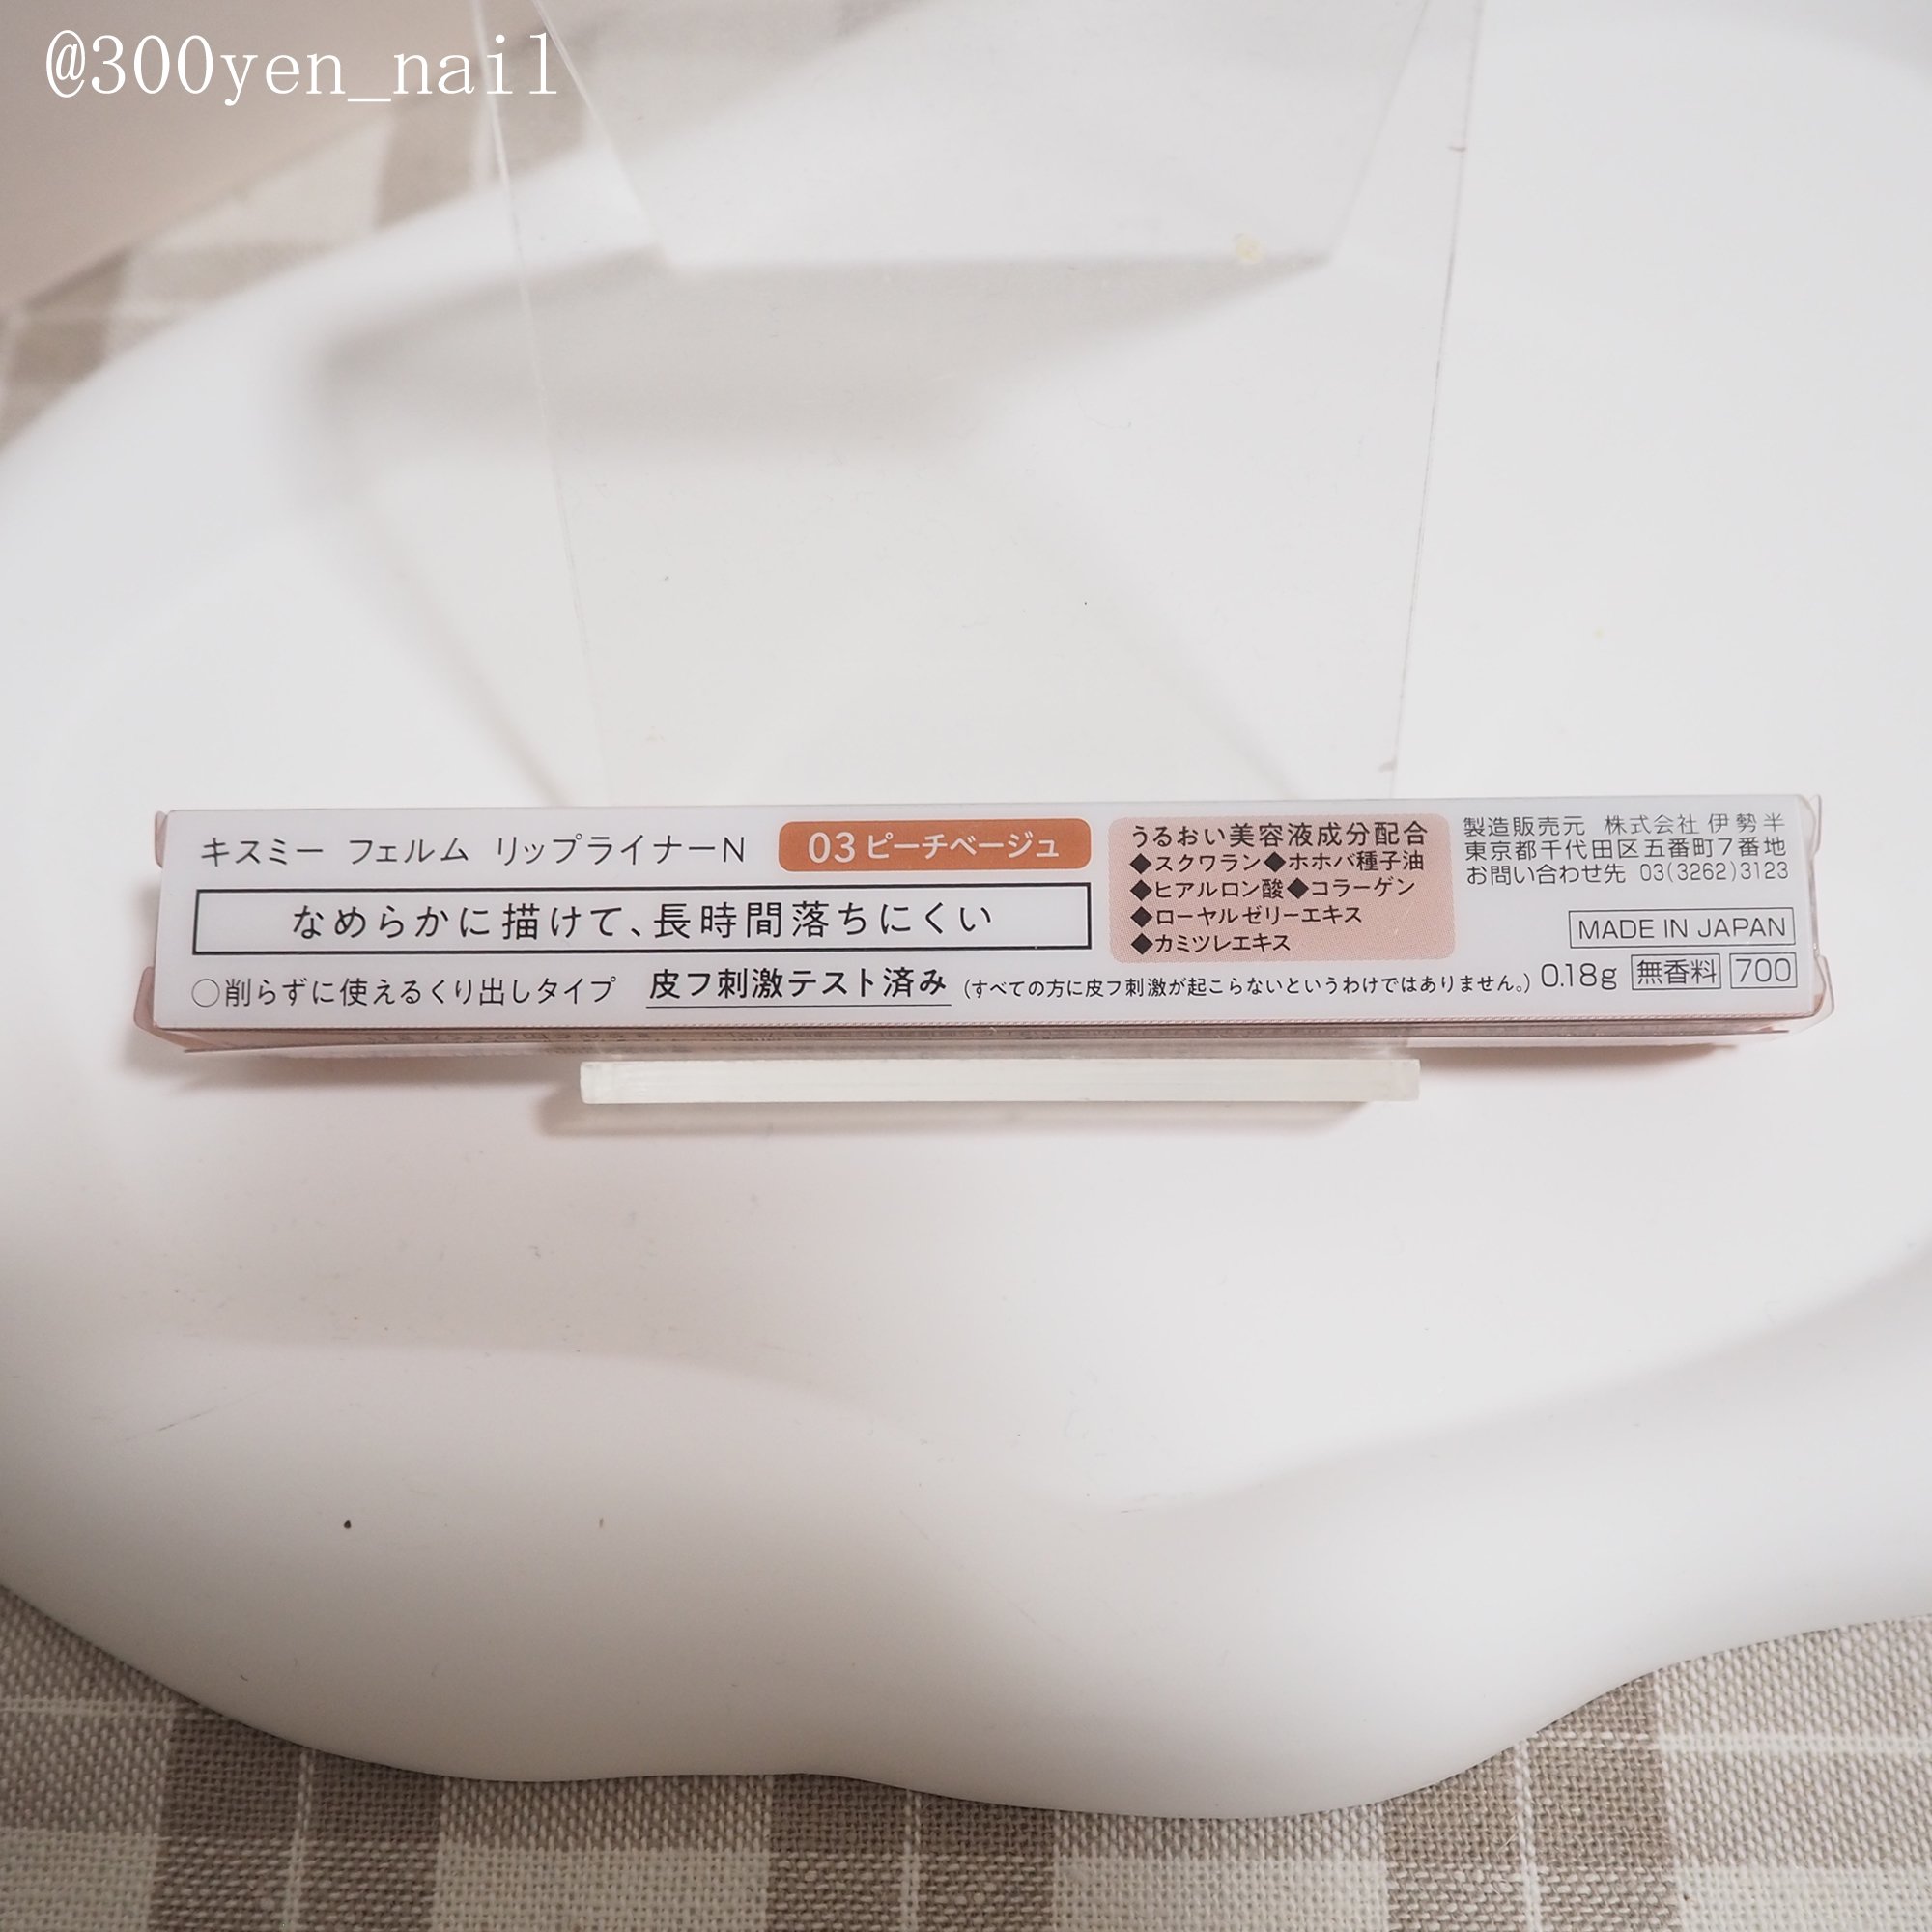 @300yen_nail
キスミー フェルム リップライナーN 03 ピーチベージュ
なめらかに描けて、長時間落ちにくい
○削らずに使えるくり出しタイプ 皮フ刺激テスト済み (すべての方に皮フ刺激が起こらないというわけではありません。)
うるおい美容液成分配合
◆スクワラン◆ホホバ種子油
◆ヒアルロン酸◆コラーゲン
◆ローヤルゼリーエキス
◆カミツレエキス
製造販売元 株式会社 伊勢半
東京都千代田区五番町7番地
お問い合わせ先 03(3262)3123
MADE IN JAPAN
0.18g 無香料 700